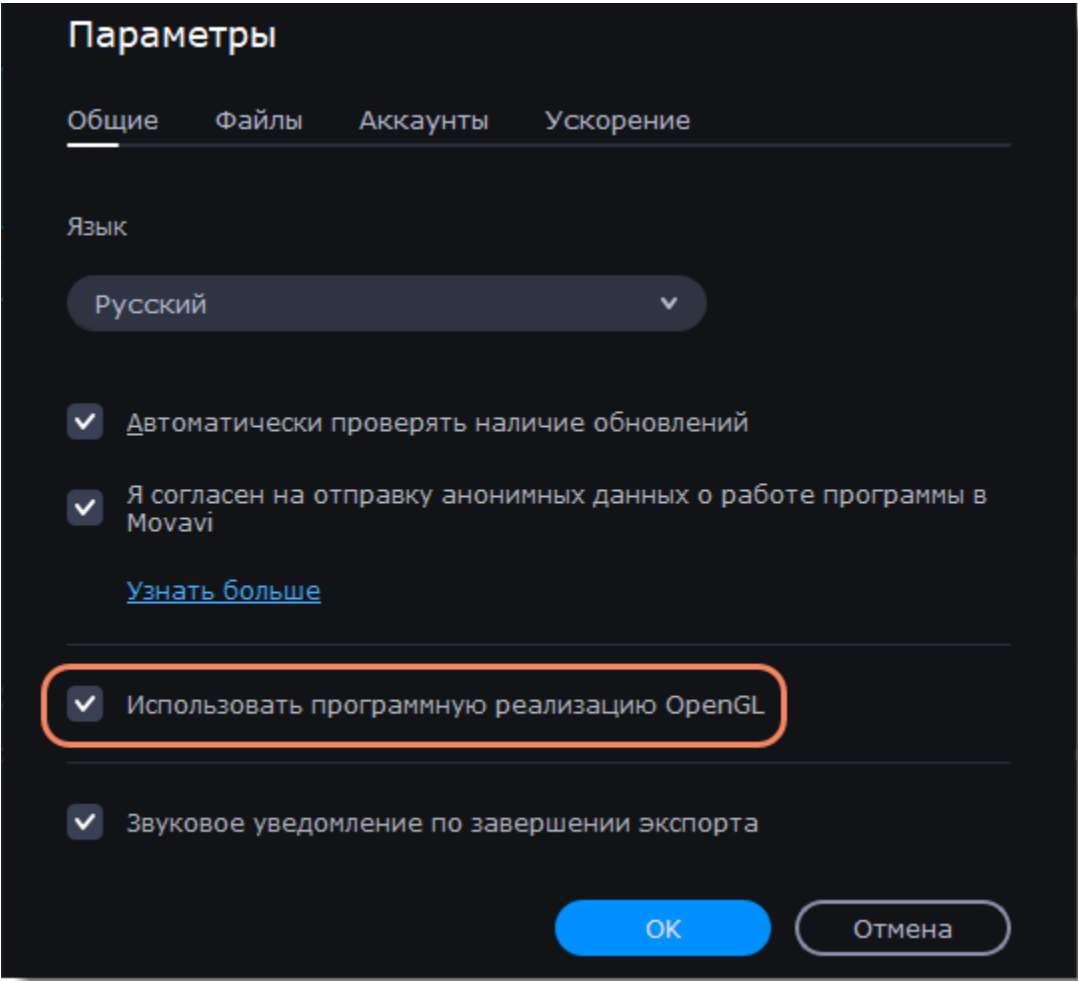 Параметры
Общие Файлы Аккаунты Ускорение
Язык
Русский
Автоматически проверять наличие обновлений
Я согласен на отправку анонимных данных о работе программы в
Movavi
Узнать больше
Использовать программную реализацию OpenGL
Звуковое уведомление по завершении экспорта
OK Отмена